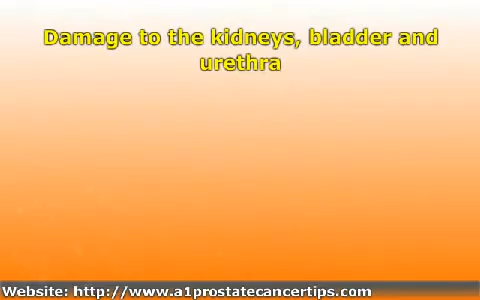 Damage to the kidneys, bladder and
urethra
Website: http://www.a1prostatecancertips.com